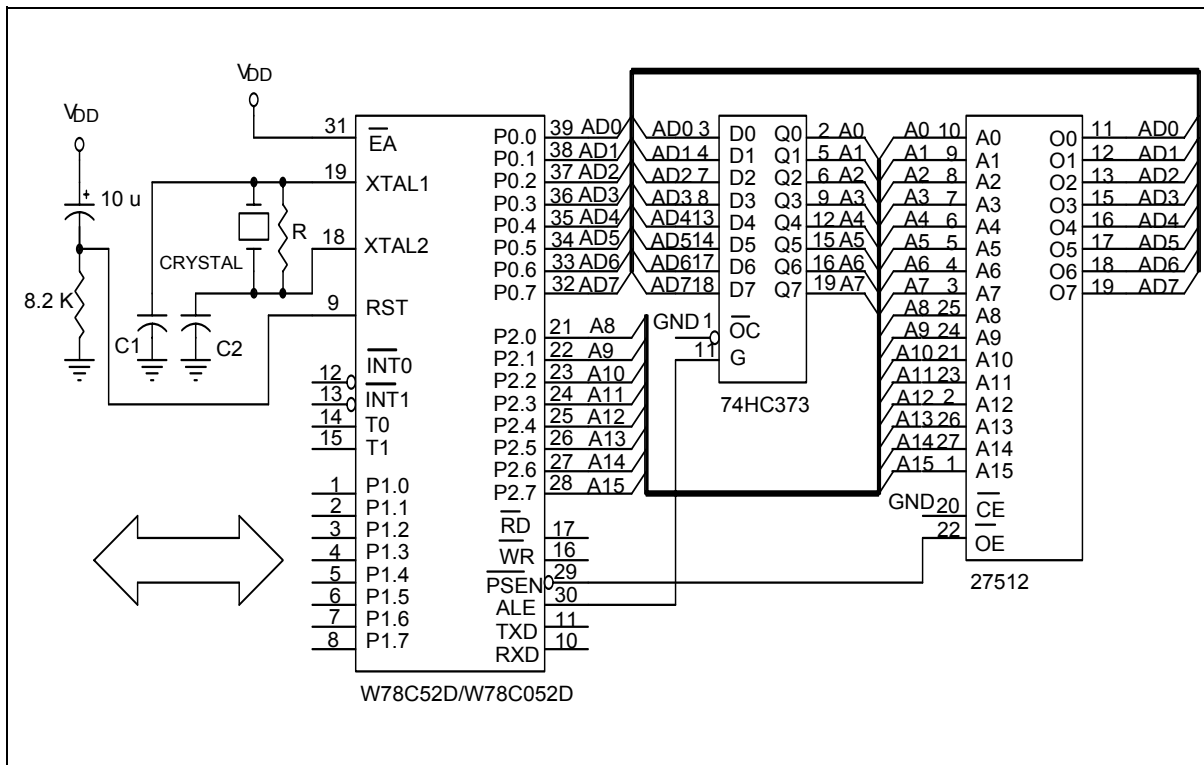 VDD
VDD
10 u
8.2 K
C1
C2
CRYSTAL
R
31 EA
19 XTAL1
18 XTAL2
9 RST
12 INT0
13 INT1
14 T0
15 T1
1 P1.0
2 P1.1
3 P1.2
4 P1.3
5 P1.4
6 P1.5
7 P1.6
8 P1.7
P0.0 39 AD0
P0.1 38 AD1
P0.2 37 AD2
P0.3 36 AD3
P0.4 35 AD4
P0.5 34 AD5
P0.6 33 AD6
P0.7 32 AD7
P2.0 21 A8
P2.1 22 A9
P2.2 23 A10
P2.3 24 A11
P2.4 25 A12
P2.5 26 A13
P2.6 27 A14
P2.7 28 A15
RD 17
WR 16
PSEN 29
ALE 30
TXD 11
RXD 10
W78C52D/W78C052D
AD0 3 D0 Q0 2 A0
AD1 4 D1 Q1 5 A1
AD2 7 D2 Q2 6 A2
AD3 8 D3 Q3 9 A3
AD4 13 D4 Q4 12 A4
AD5 14 D5 Q5 15 A5
AD6 17 D6 Q6 16 A6
AD7 18 D7 Q7 19 A7
GND 1 OC
11 G
74HC373
A0 10 A0 O0 11 AD0
A1 9 A1 O1 12 AD1
A2 8 A2 O2 13 AD2
A3 7 A3 O3 15 AD3
A4 6 A4 O4 16 AD4
A5 5 A5 O5 17 AD5
A6 4 A6 O6 18 AD6
A7 3 A7 O7 19 AD7
A8 25 A8
A9 24 A9
A10 21 A10
A11 23 A11
A12 2 A12
A13 26 A13
A14 27 A14
A15 1 A15
GND 20 CE
22 OE
27512